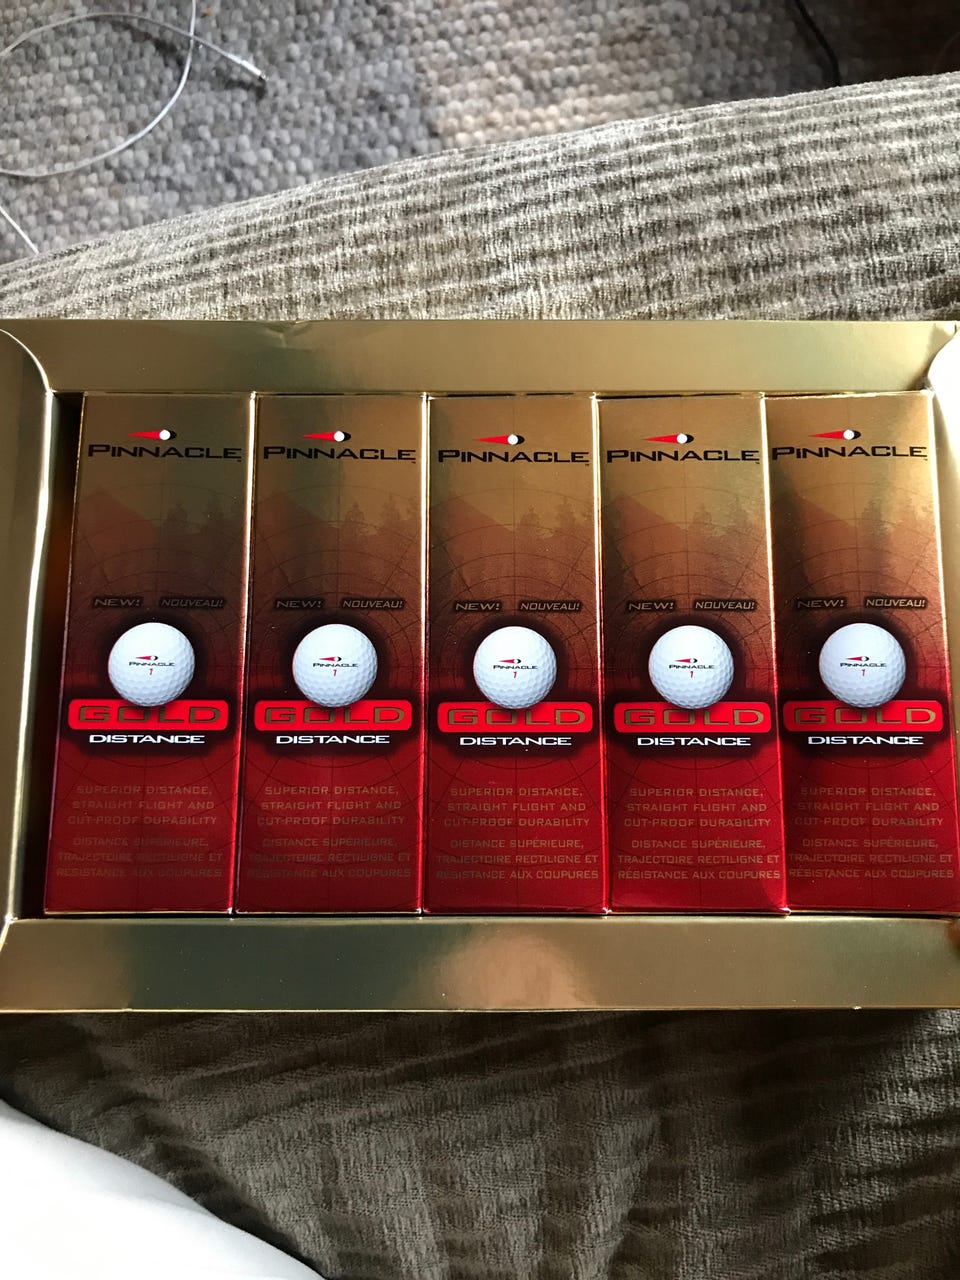 PINNACLE™
NEW! NOUVEAU!
PINNACLE
1
GOLD
DISTANCE
SUPERIOR DISTANCE,
STRAIGHT FLIGHT AND
CUT-PROOF DURABILITY
DISTANCE SUPÉRIEURE,
TRAJECTOIRE RECTILIGNE ET
RÉSISTANCE AUX COUPURES
PINNACLE™
NEW! NOUVEAU!
PINNACLE
1
GOLD
DISTANCE
SUPERIOR DISTANCE,
STRAIGHT FLIGHT AND
CUT-PROOF DURABILITY
DISTANCE SUPÉRIEURE,
TRAJECTOIRE RECTILIGNE ET
RÉSISTANCE AUX COUPURES
PINNACLE™
NEW! NOUVEAU!
PINNACLE
1
GOLD
DISTANCE
SUPERIOR DISTANCE,
STRAIGHT FLIGHT AND
CUT-PROOF DURABILITY
DISTANCE SUPÉRIEURE,
TRAJECTOIRE RECTILIGNE ET
RÉSISTANCE AUX COUPURES
PINNACLE™
NEW! NOUVEAU!
PINNACLE
1
GOLD
DISTANCE
SUPERIOR DISTANCE,
STRAIGHT FLIGHT AND
CUT-PROOF DURABILITY
DISTANCE SUPÉRIEURE,
TRAJECTOIRE RECTILIGNE ET
RÉSISTANCE AUX COUPURES
PINNACLE™
NEW! NOUVEAU!
PINNACLE
1
GOLD
DISTANCE
SUPERIOR DISTANCE,
STRAIGHT FLIGHT AND
CUT-PROOF DURABILITY
DISTANCE SUPÉRIEURE,
TRAJECTOIRE RECTILIGNE ET
RÉSISTANCE AUX COUPURES